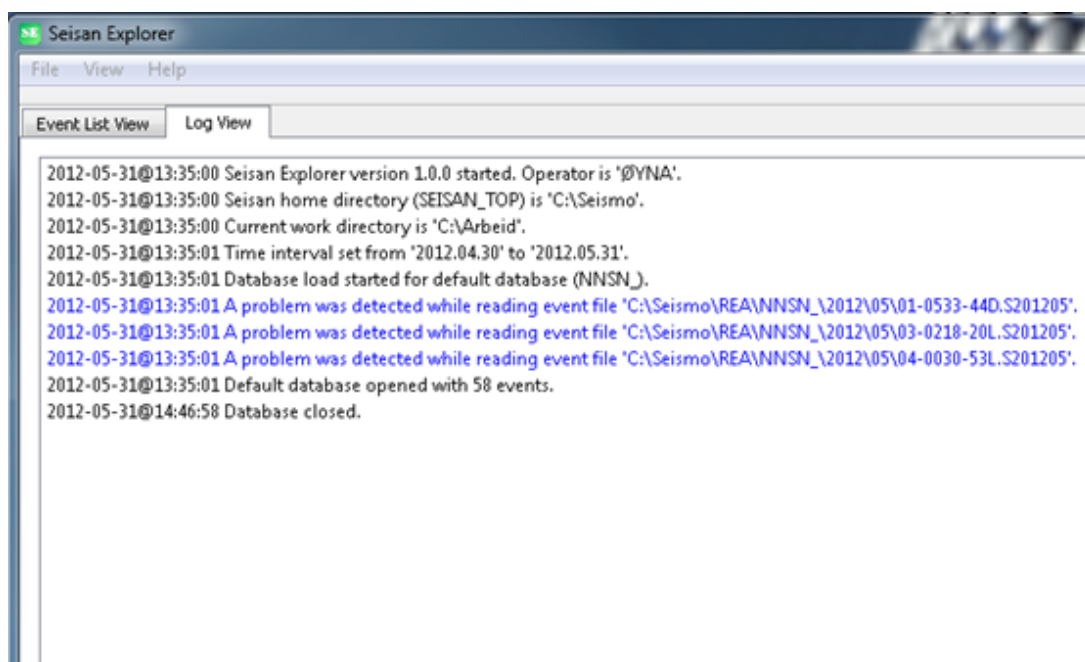 SE Seisan Explorer
File View Help
Event List View Log View
2012-05-31@13:35:00 Seisan Explorer version 1.0.0 started. Operator is 'ØYNA'.
2012-05-31@13:35:00 Seisan home directory (SEISAN_TOP) is 'C:\Seismo'.
2012-05-31@13:35:00 Current work directory is 'C:\Arbeid'.
2012-05-31@13:35:01 Time interval set from '2012.04.30' to '2012.05.31'.
2012-05-31@13:35:01 Database load started for default database (NNSN_).
2012-05-31@13:35:01 A problem was detected while reading event file 'C:\Seismo\REA\NNSN_\2012\05\01-0533-44D.S201205'.
2012-05-31@13:35:01 A problem was detected while reading event file 'C:\Seismo\REA\NNSN_\2012\05\03-0218-20L.S201205'.
2012-05-31@13:35:01 A problem was detected while reading event file 'C:\Seismo\REA\NNSN_\2012\05\04-0030-53L.S201205'.
2012-05-31@13:35:01 Default database opened with 58 events.
2012-05-31@14:46:58 Database closed.